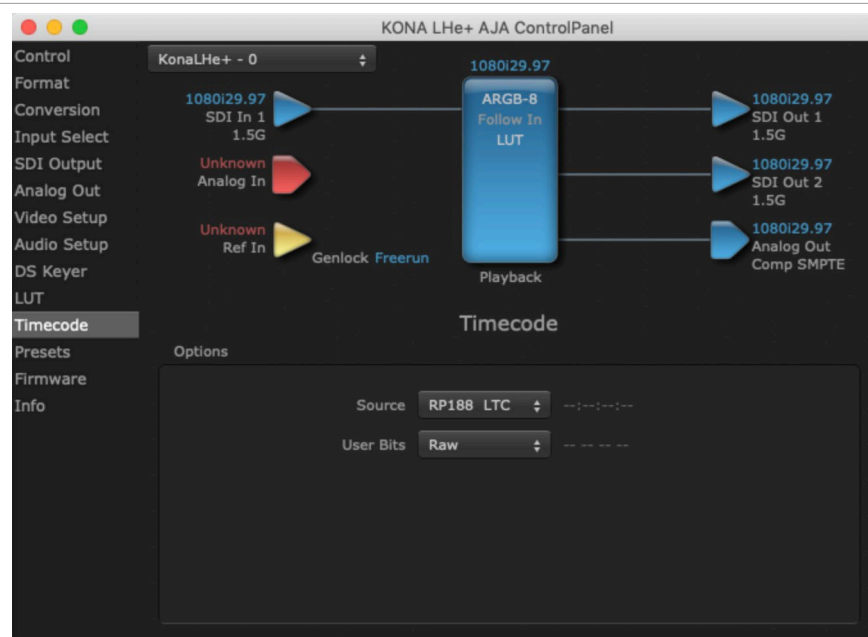 KONA LHe+ AJA ControlPanel
Control
Format
Conversion
Input Select
SDI Output
Analog Out
Video Setup
Audio Setup
DS Keyer
LUT
Timecode
Presets
Firmware
Info
KonaLHe+ - 0
1080i29.97
1080i29.97
SDI In 1
1.5G
Unknown
Analog In
Unknown
Ref In
Genlock Freerun
ARGB-8
Follow In
LUT
Playback
1080i29.97
SDI Out 1
1.5G
1080i29.97
SDI Out 2
1.5G
1080i29.97
Analog Out
Comp SMPTE
Timecode
Options
Source RP188 LTC --:--:--:--
User Bits Raw -- -- -- --